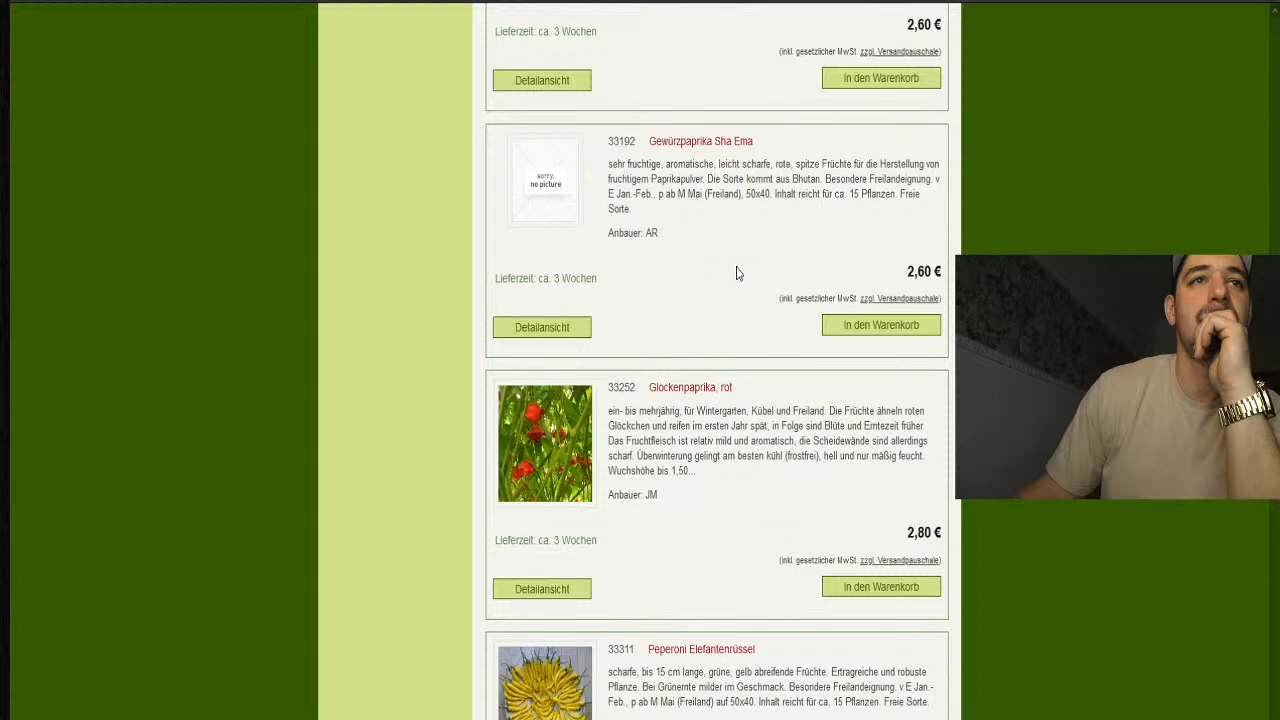 2,60 €
Lieferzeit: ca. 3 Wochen
(inkl. gesetzlicher MwSt. zzgl. Versandpauschale)
Detailansicht
In den Warenkorb
33192 Gewürzpaprika Sha Ema
sorry,
no picture
sehr fruchtige, aromatische, leicht scharfe, rote, spitze Früchte für die Herstellung von
fruchtigem Paprikapulver. Die Sorte kommt aus Bhutan. Besondere Freilandeignung. v
E Jan.-Feb., p ab M Mai (Freiland), 50x40. Inhalt reicht für ca. 15 Pflanzen. Freie
Sorte.
Anbauer: AR
2,60 €
Lieferzeit: ca. 3 Wochen
(inkl. gesetzlicher MwSt. zzgl. Versandpauschale)
Detailansicht
In den Warenkorb
33252 Glockenpaprika, rot
ein- bis mehrjährig, für Wintergarten, Kübel und Freiland. Die Früchte ähneln roten
Glöckchen und reifen im ersten Jahr spät, in Folge sind Blüte und Erntezeit früher.
Das Fruchtfleisch ist relativ mild und aromatisch, die Scheidewände sind allerdings
scharf. Überwinterung gelingt am besten kühl (frostfrei), hell und nur mäßig feucht.
Wuchshöhe bis 1,50...
Anbauer: JM
2,80 €
Lieferzeit: ca. 3 Wochen
(inkl. gesetzlicher MwSt. zzgl. Versandpauschale)
Detailansicht
In den Warenkorb
33311 Peperoni Elefantenrüssel
scharfe, bis 15 cm lange, grüne, gelb abreifende Früchte. Ertragreiche und robuste
Pflanze. Bei Grünernte milder im Geschmack. Besondere Freilandeignung. v E Jan.-
Feb., p ab M Mai (Freiland) auf 50x40. Inhalt reicht für ca. 15 Pflanzen. Freie Sorte.